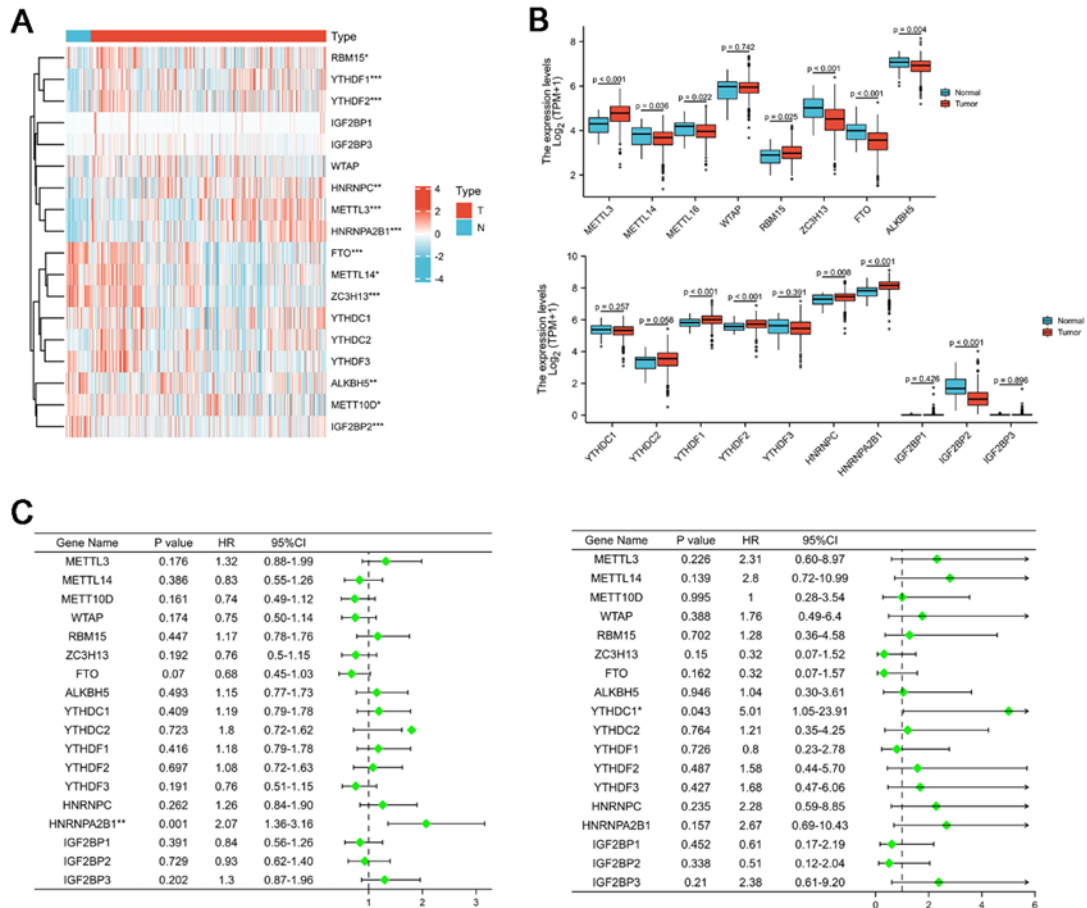 A
Type
RBM15*
YTHDF1***
YTHDF2***
IGF2BP1
IGF2BP3
WTAP
HNRNPC**
METTL3***
HNRNPA2B1***
FTO***
METTL14*
ZC3H13***
YTHDC1
YTHDC2
YTHDF3
ALKBH5**
METT10D*
IGF2BP2***
4
2
0
-2
-4
Type
T
N
B
The expression levels
Log2 (TPM+1)
8
6
4
2
p < 0.001
p = 0.036
p = 0.022
p = 0.742
p = 0.025
p < 0.001
p < 0.001
p = 0.004
Normal
Tumor
METTL3
METTL14
METTL16
WTAP
RBM15
ZC3H13
FTO
ALKBH5
The expression levels
Log2 (TPM+1)
10
8
6
4
2
0
p = 0.257
p = 0.058
p < 0.001
p < 0.001
p = 0.391
p = 0.008
p < 0.001
p = 0.426
p < 0.001
p = 0.896
Normal
Tumor
YTHDC1
YTHDC2
YTHDF1
YTHDF2
YTHDF3
HNRNPC
HNRNPA2B1
IGF2BP1
IGF2BP2
IGF2BP3
C
Gene Name P value HR 95%CI
METTL3 0.176 1.32 0.88-1.99
METTL14 0.386 0.83 0.55-1.26
METT10D 0.161 0.74 0.49-1.12
WTAP 0.174 0.75 0.50-1.14
RBM15 0.447 1.17 0.78-1.76
ZC3H13 0.192 0.76 0.5-1.15
FTO 0.07 0.68 0.45-1.03
ALKBH5 0.493 1.15 0.77-1.73
YTHDC1 0.409 1.19 0.79-1.78
YTHDC2 0.723 1.8 0.72-1.62
YTHDF1 0.416 1.18 0.79-1.78
YTHDF2 0.697 1.08 0.72-1.63
YTHDF3 0.191 0.76 0.51-1.15
HNRNPC 0.262 1.26 0.84-1.90
HNRNPA2B1** 0.001 2.07 1.36-3.16
IGF2BP1 0.391 0.84 0.56-1.26
IGF2BP2 0.729 0.93 0.62-1.40
IGF2BP3 0.202 1.3 0.87-1.96
1 2 3
Gene Name P value HR 95%CI
METTL3 0.226 2.31 0.60-8.97
METTL14 0.139 2.8 0.72-10.99
METT10D 0.995 1 0.28-3.54
WTAP 0.388 1.76 0.49-6.4
RBM15 0.702 1.28 0.36-4.58
ZC3H13 0.15 0.32 0.07-1.52
FTO 0.162 0.32 0.07-1.57
ALKBH5 0.946 1.04 0.30-3.61
YTHDC1* 0.043 5.01 1.05-23.91
YTHDC2 0.764 1.21 0.35-4.25
YTHDF1 0.726 0.8 0.23-2.78
YTHDF2 0.487 1.58 0.44-5.70
YTHDF3 0.427 1.68 0.47-6.06
HNRNPC 0.235 2.28 0.59-8.85
HNRNPA2B1 0.157 2.67 0.69-10.43
IGF2BP1 0.452 0.61 0.17-2.19
IGF2BP2 0.338 0.51 0.12-2.04
IGF2BP3 0.21 2.38 0.61-9.20
0 2 4 6